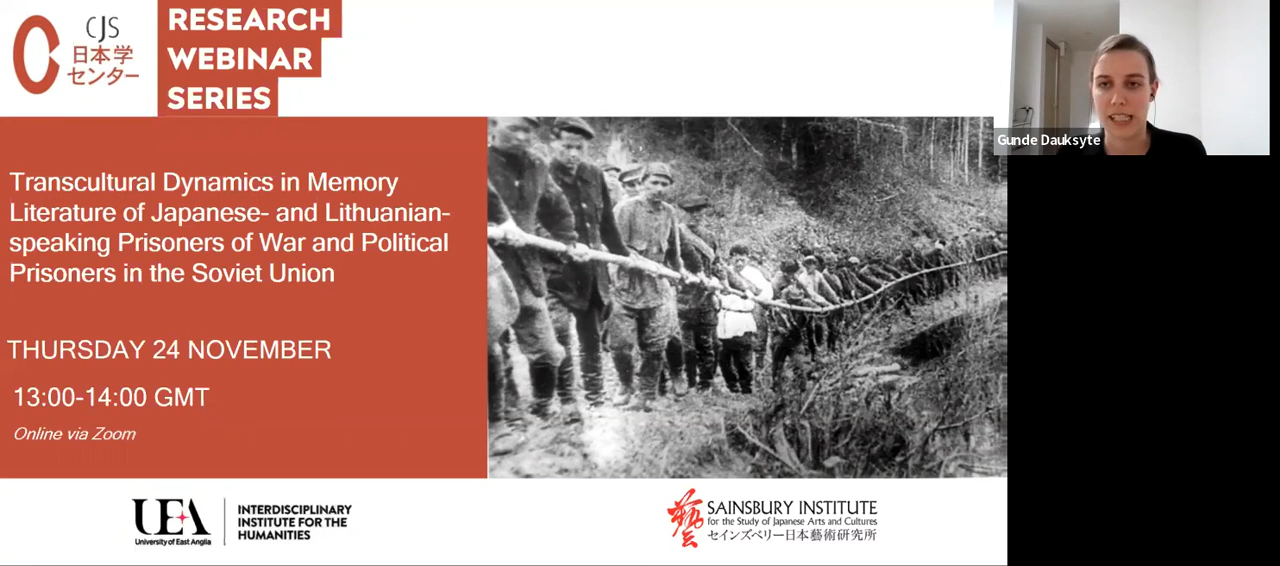 CJS
日本学
センター
RESEARCH
WEBINAR
SERIES
Gunde Dauksyte
Transcultural Dynamics in Memory
Literature of Japanese- and Lithuanian-
speaking Prisoners of War and Political
Prisoners in the Soviet Union
THURSDAY 24 NOVEMBER
13:00-14:00 GMT
Online via Zoom
UEA
University of East Anglia
INTERDISCIPLINARY
INSTITUTE FOR THE
HUMANITIES
藝
SAINSBURY INSTITUTE
for the Study of Japanese Arts and Cultures
セインズベリー日本藝術研究所